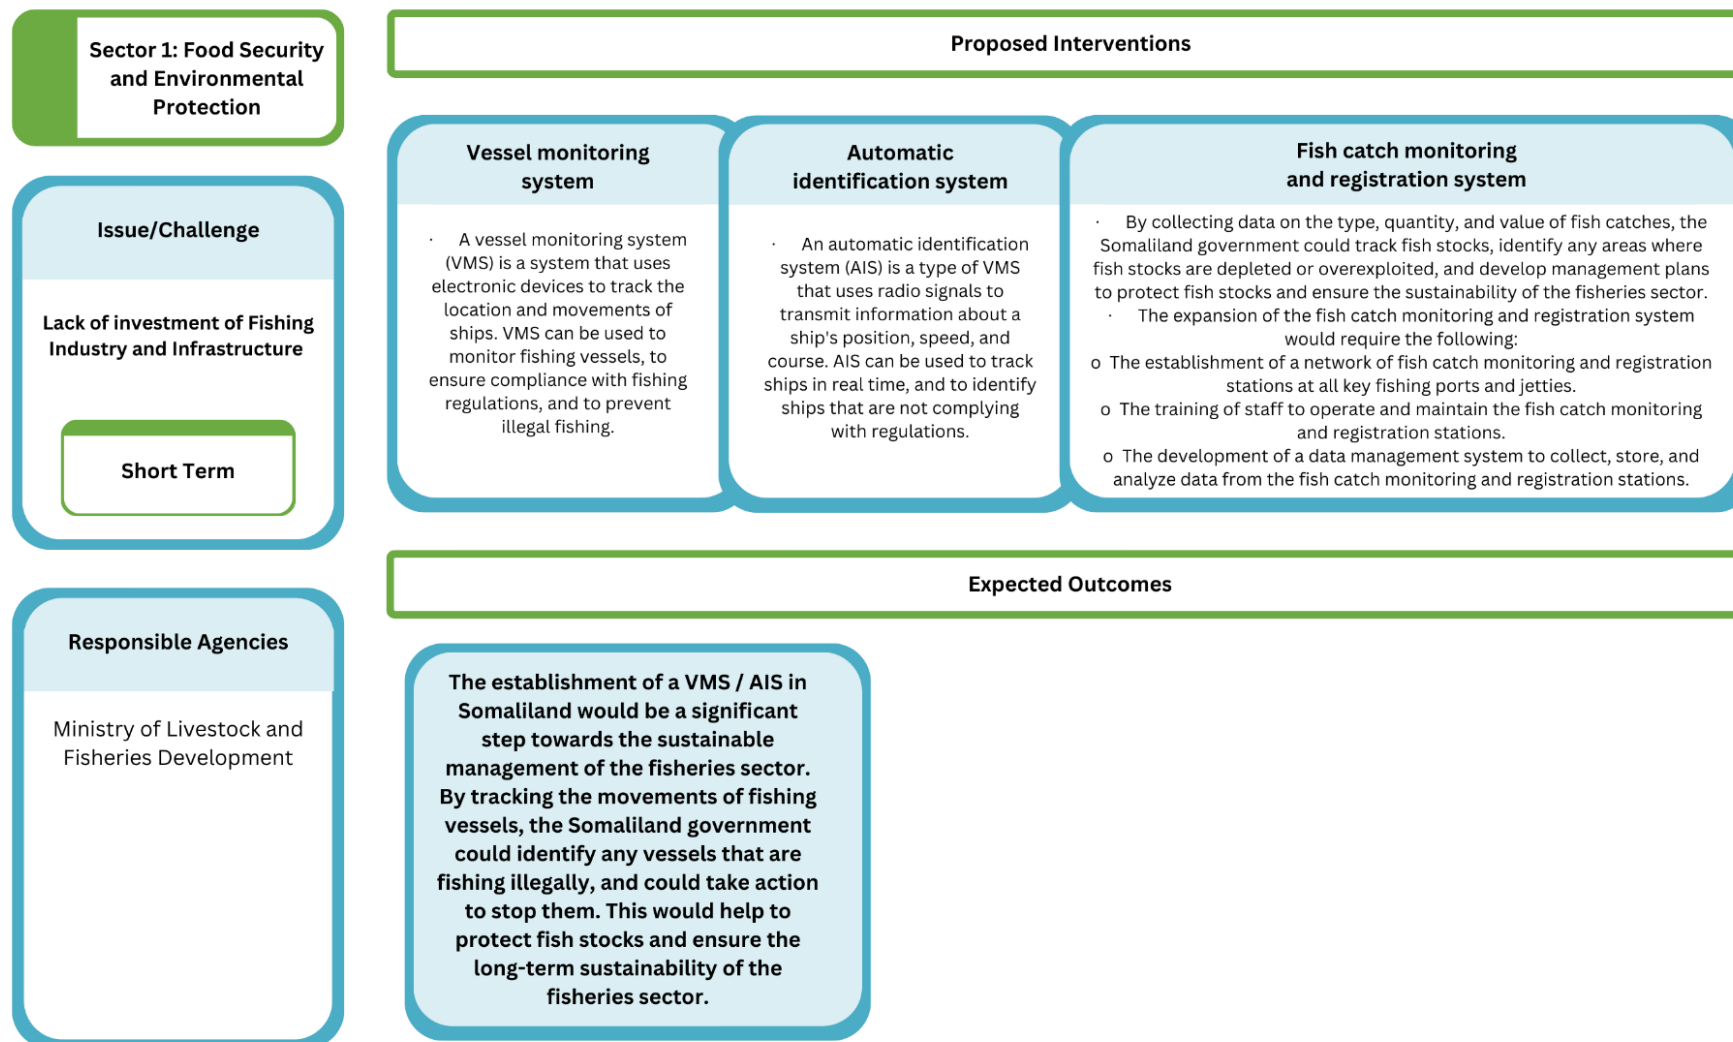 Sector 1: Food Security
and Environmental
Protection
Issue/Challenge
Lack of investment of Fishing
Industry and Infrastructure
Short Term
Responsible Agencies
Ministry of Livestock and
Fisheries Development
Proposed Interventions
Vessel monitoring
system
· A vessel monitoring system
(VMS) is a system that uses
electronic devices to track the
location and movements of
ships. VMS can be used to
monitor fishing vessels, to
ensure compliance with fishing
regulations, and to prevent
illegal fishing.
Automatic
identification system
· An automatic identification
system (AIS) is a type of VMS
that uses radio signals to
transmit information about a
ship's position, speed, and
course. AIS can be used to track
ships in real time, and to identify
ships that are not complying
with regulations.
Fish catch monitoring
and registration system
· By collecting data on the type, quantity, and value of fish catches, the
Somaliland government could track fish stocks, identify any areas where
fish stocks are depleted or overexploited, and develop management plans
to protect fish stocks and ensure the sustainability of the fisheries sector.
· The expansion of the fish catch monitoring and registration system
would require the following:
o The establishment of a network of fish catch monitoring and registration
stations at all key fishing ports and jetties.
o The training of staff to operate and maintain the fish catch monitoring
and registration stations.
o The development of a data management system to collect, store, and
analyze data from the fish catch monitoring and registration stations.
Expected Outcomes
The establishment of a VMS / AIS in
Somaliland would be a significant
step towards the sustainable
management of the fisheries sector.
By tracking the movements of fishing
vessels, the Somaliland government
could identify any vessels that are
fishing illegally, and could take action
to stop them. This would help to
protect fish stocks and ensure the
long-term sustainability of the
fisheries sector.